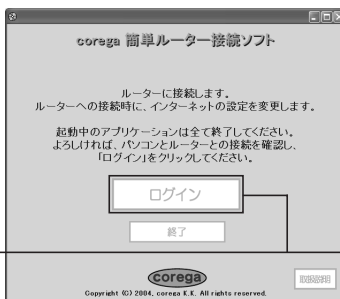 corega 簡単ルーター接続ソフト
ルーターに接続します。
ルーターへの接続時に、インターネットの設定を変更します。
起動中のアプリケーションは全て終了してください。
よろしければ、パソコンとルーターとの接続を確認し、
「ログイン」をクリックしてください。
ログイン
終了
corega
Copyright (C) 2004, corega K.K. All rights reserved.
取扱説明